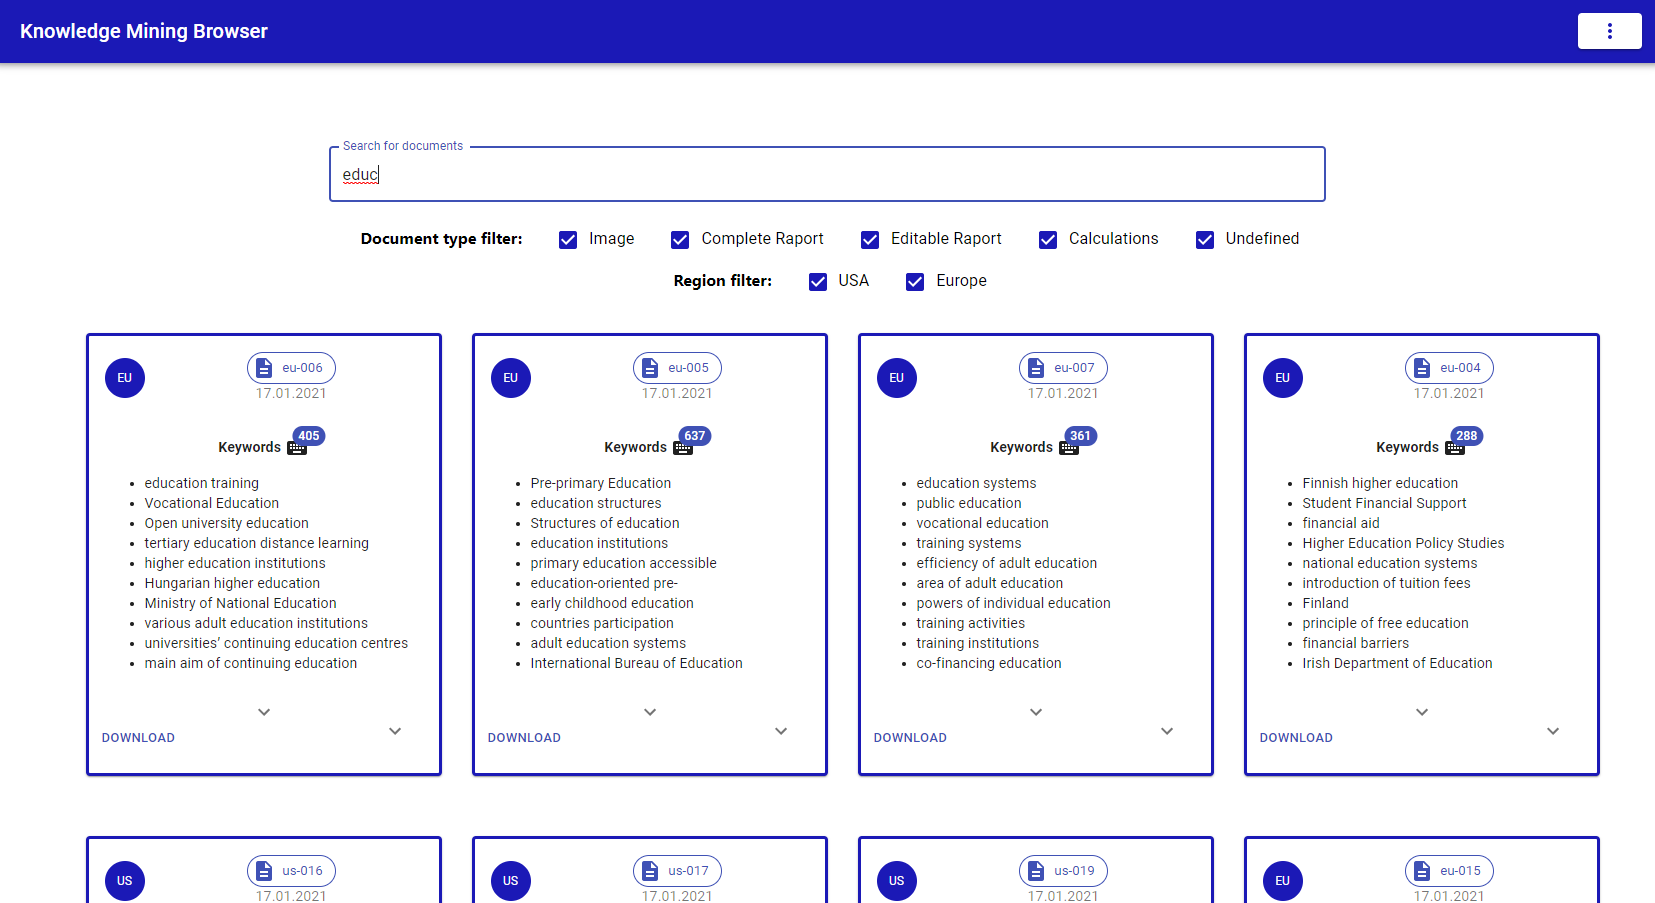 Knowledge Mining Browser
Search for documents
educ
Document type filter: Image Complete Raport Editable Raport Calculations Undefined
Region filter: USA Europe
EU eu-006
17.01.2021
Keywords 405
education training
Vocational Education
Open university education
tertiary education distance learning
higher education institutions
Hungarian higher education
Ministry of National Education
various adult education institutions
universities’ continuing education centres
main aim of continuing education
DOWNLOAD
EU eu-005
17.01.2021
Keywords 637
Pre-primary Education
education structures
Structures of education
education institutions
primary education accessible
education-oriented pre-
early childhood education
countries participation
adult education systems
International Bureau of Education
DOWNLOAD
EU eu-007
17.01.2021
Keywords 361
education systems
public education
vocational education
training systems
efficiency of adult education
area of adult education
powers of individual education
training activities
training institutions
co-financing education
DOWNLOAD
EU eu-004
17.01.2021
Keywords 288
Finnish higher education
Student Financial Support
financial aid
Higher Education Policy Studies
national education systems
introduction of tuition fees
Finland
principle of free education
financial barriers
Irish Department of Education
DOWNLOAD
US us-016
17.01.2021
US us-017
17.01.2021
US us-019
17.01.2021
EU eu-015
17.01.2021